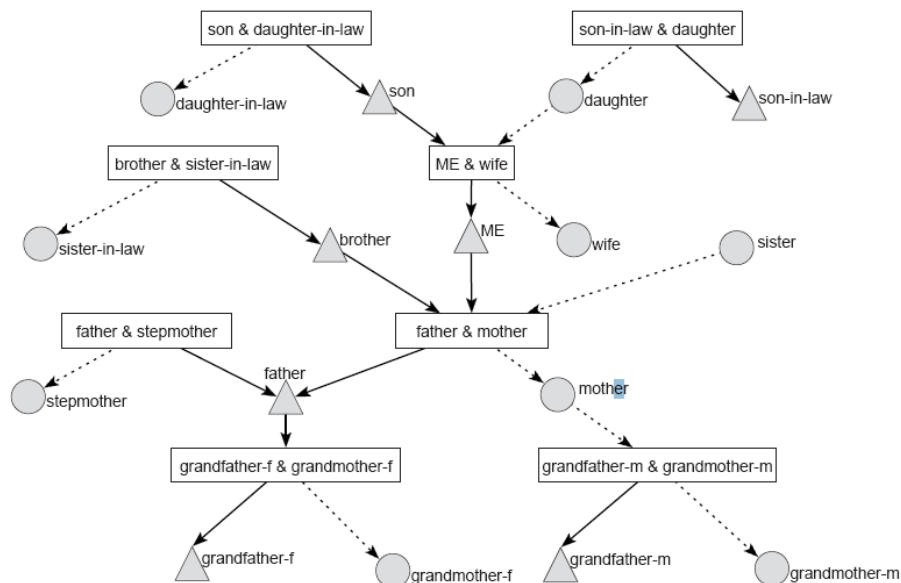 son & daughter-in-law
son-in-law & daughter
daughter-in-law
son
daughter
son-in-law
brother & sister-in-law
ME & wife
sister-in-law
brother
ME
wife
sister
father & stepmother
father & mother
stepmother
father
mother
grandfather-f & grandmother-f
grandfather-m & grandmother-m
grandfather-f
grandmother-f
grandfather-m
grandmother-m